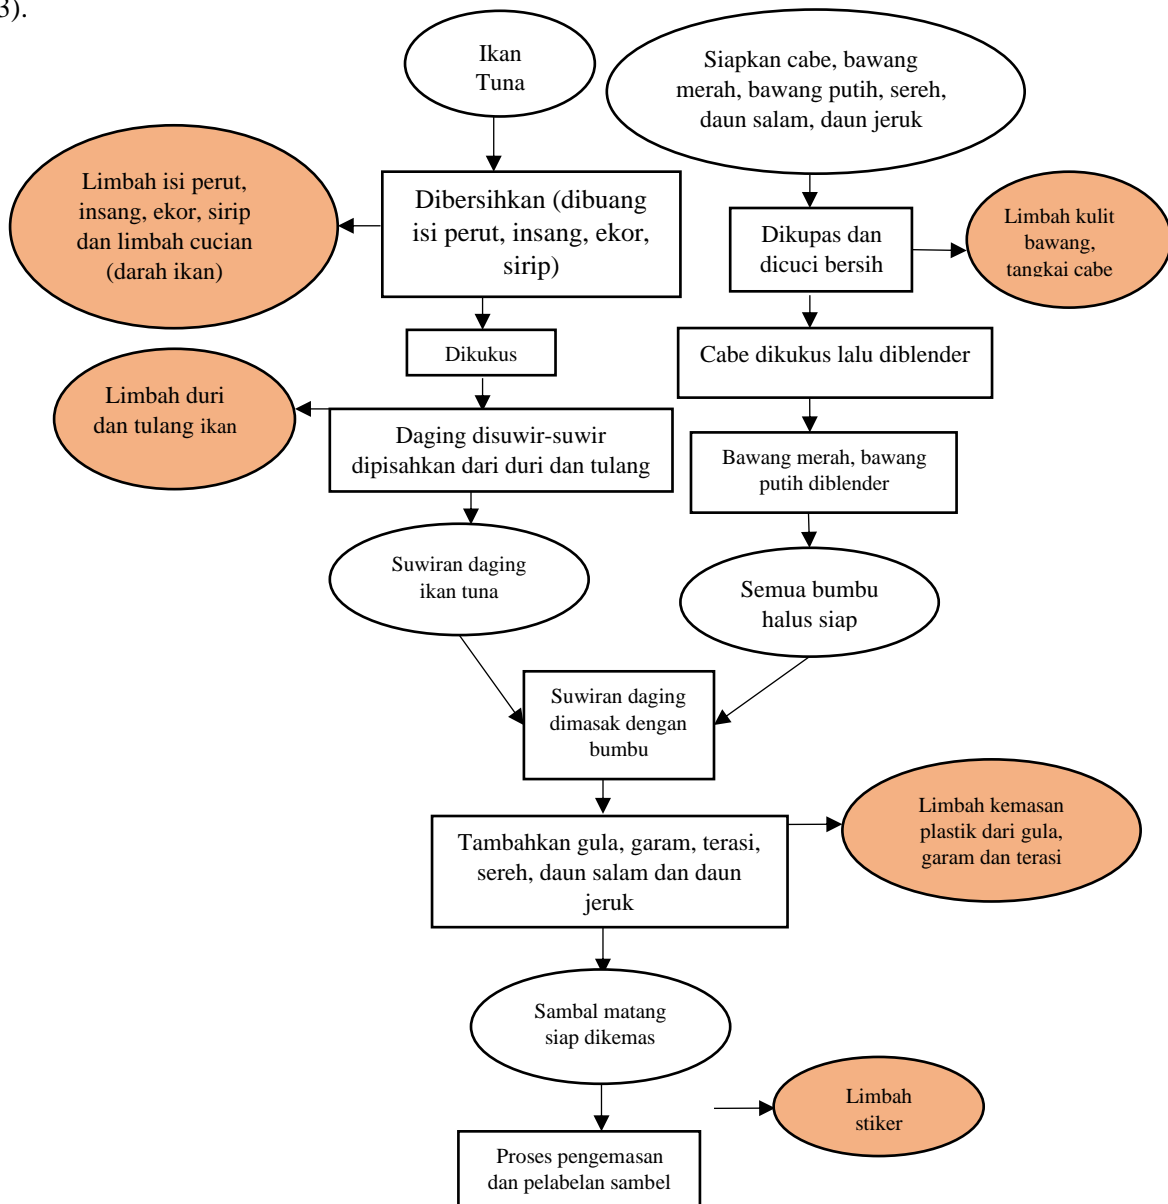 3).
Ikan
Tuna
Siapkan cabe, bawang
merah, bawang putih, sereh,
daun salam, daun jeruk
Limbah isi perut,
insang, ekor, sirip
dan limbah cucian
(darah ikan)
Dibersihkan (dibuang
isi perut, insang, ekor,
sirip)
Dikupas dan
dicuci bersih
Limbah kulit
bawang,
tangkai cabe
Dikukus
Cabe dikukus lalu diblender
Limbah duri
dan tulang ikan
Daging disuwir-suwir
dipisahkan dari duri dan tulang
Bawang merah, bawang
putih diblender
Suwiran daging
ikan tuna
Semua bumbu
halus siap
Suwiran daging
dimasak dengan
bumbu
Tambahkan gula, garam, terasi,
sereh, daun salam dan daun
jeruk
Limbah kemasan
plastik dari gula,
garam dan terasi
Sambal matang
siap dikemas
Limbah
stiker
Proses pengemasan
dan pelabelan sambel